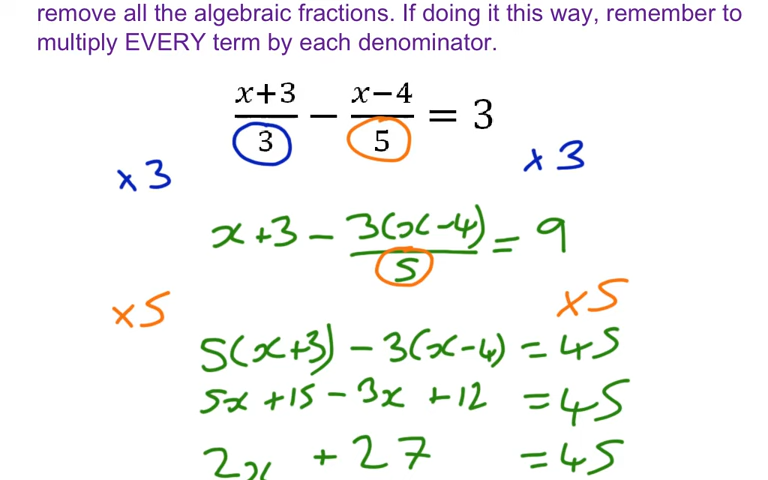 remove all the algebraic fractions. If doing it this way, remember to
multiply EVERY term by each denominator.
x+3/3 − x−4/5 = 3
×3 ×3
x+3 − 3(x−4)/5 = 9
×5 ×5
5(x+3) − 3(x−4) = 45
5x +15 − 3x +12 = 45
2x + 27 = 45